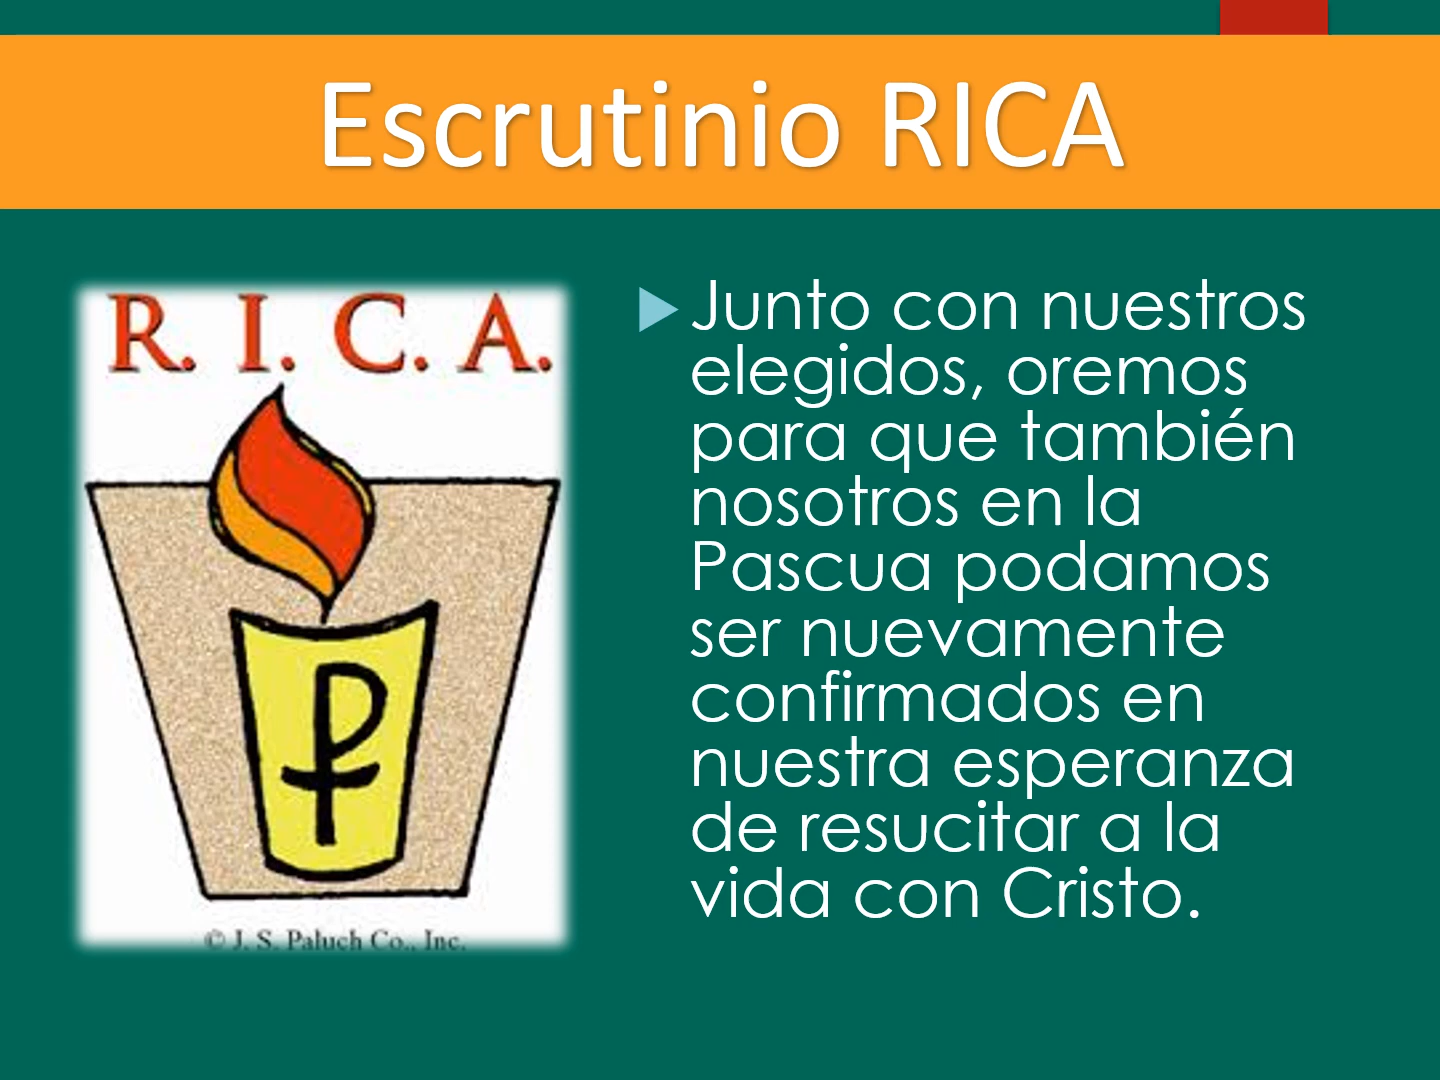 Escrutinio RICA
R. I. C. A.
© J. S. Paluch Co., Inc.
Junto con nuestros
elegidos, oremos
para que también
nosotros en la
Pascua podamos
ser nuevamente
confirmados en
nuestra esperanza
de resucitar a la
vida con Cristo.